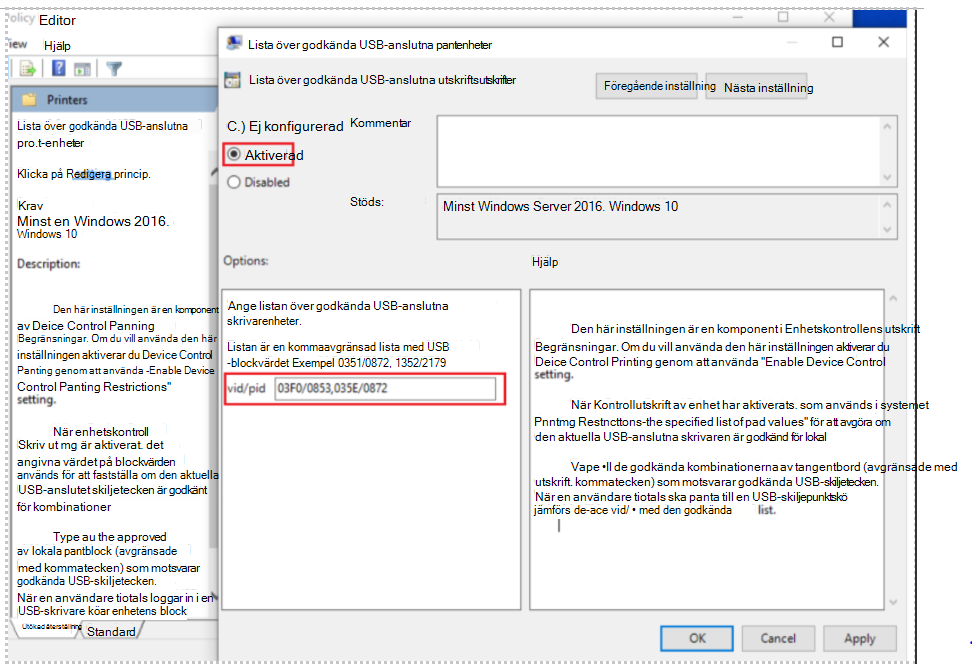 Policy Editor
iew Hjälp
Printers
Lista över godkända USB-anslutna
pro.t-enheter
Klicka på Redigera princip.
Krav
Minst en Windows 2016.
Windows 10
Description:
Den här inställningen är en komponent
av Deice Control Panning
Begränsningar. Om du vill använda den här
inställningen aktiverar du Device Control
Panting genom att använda -Enable Device
Control Panting Restrictions"
setting.
När enhetskontroll
Skriv ut mg är aktiverat. det
angivna värdet på blockvärden
används för att fastställa om den aktuella
USB-anslutet skiljetecken är godkänt
för kombinationer
Type au the approved
av lokala pantblock (avgränsade
med kommatecken) som motsvarar
godkända USB-skiljetecken.
När en användare tiotals loggar in i en
USB-skrivare köar enhetens block
Utökad återställning Standard
Lista över godkända USB-anslutna pantenheter
Lista över godkända USB-anslutna utskriftsutskrifter
Föregående inställning Nästa inställning
C.) Ej konfigurerad Kommentar
Aktiverad
Disabled
Stöds:
Minst Windows Server 2016. Windows 10
Options:
Hjälp
Ange listan över godkända USB-anslutna
skrivarenheter.
Listan är en kommaavgränsad lista med USB
-blockvärdet Exempel 0351/0872, 1352/2179
vid/pid 03F0/0853,035E/0872
Den här inställningen är en komponent i Enhetskontrollens utskrift
Begränsningar. Om du vill använda den här inställningen aktiverar du
Deice Control Printing genom att använda "Enable Device Control
setting.
När Kontrollutskrift av enhet har aktiverats. som används i systemet
Pnntmg Restncttons-the specified list of pad values" för att avgöra om
den aktuella USB-anslutna skrivaren är godkänd för lokal
Vape •ll de godkända kombinationerna av tangentbord (avgränsade med
utskrift. kommatecken) som motsvarar godkända USB-skiljetecken.
När en användare tiotals ska panta till en USB-skiljepunktskö
jämförs de-ace vid/ • med den godkända list.
OK Cancel Apply